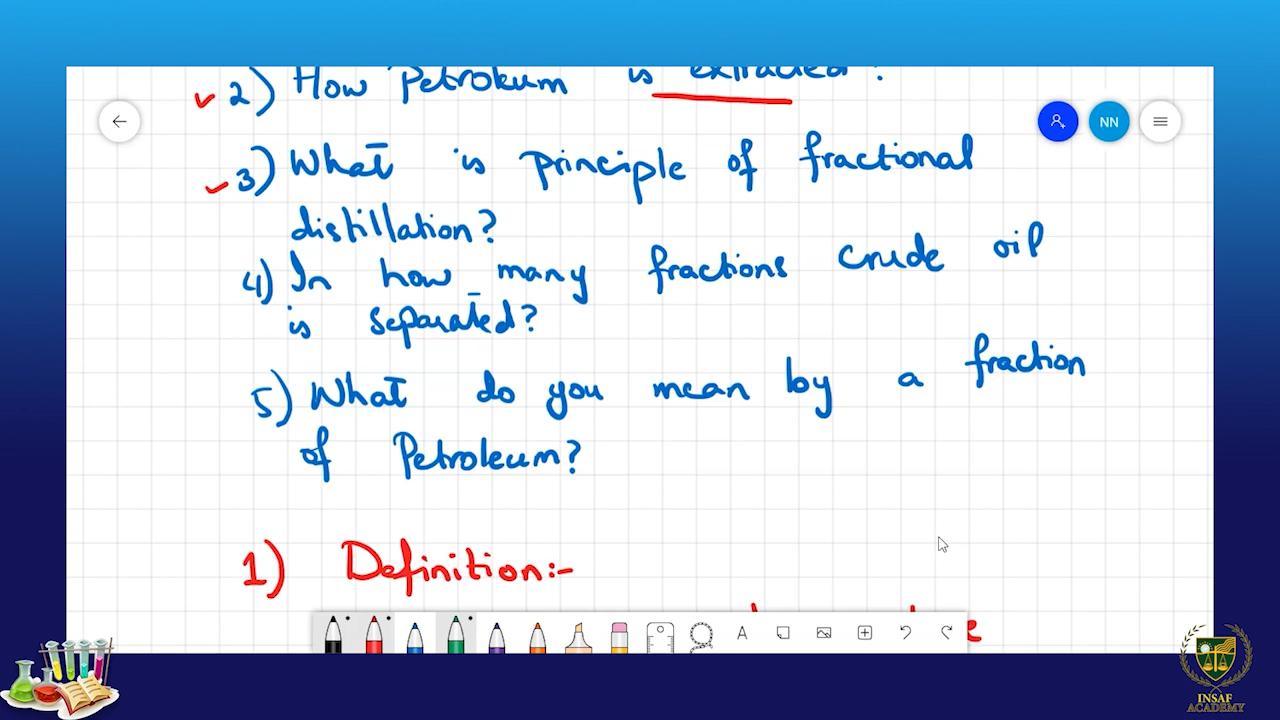 2) How Petroleum is extracted?
NN
3) What is principle of fractional
distillation?
4) In how many fractions crude oil
is separated?
5) What do you mean by a fraction
of Petroleum?
1) Definition:-
A
INSAF
ACADEMY